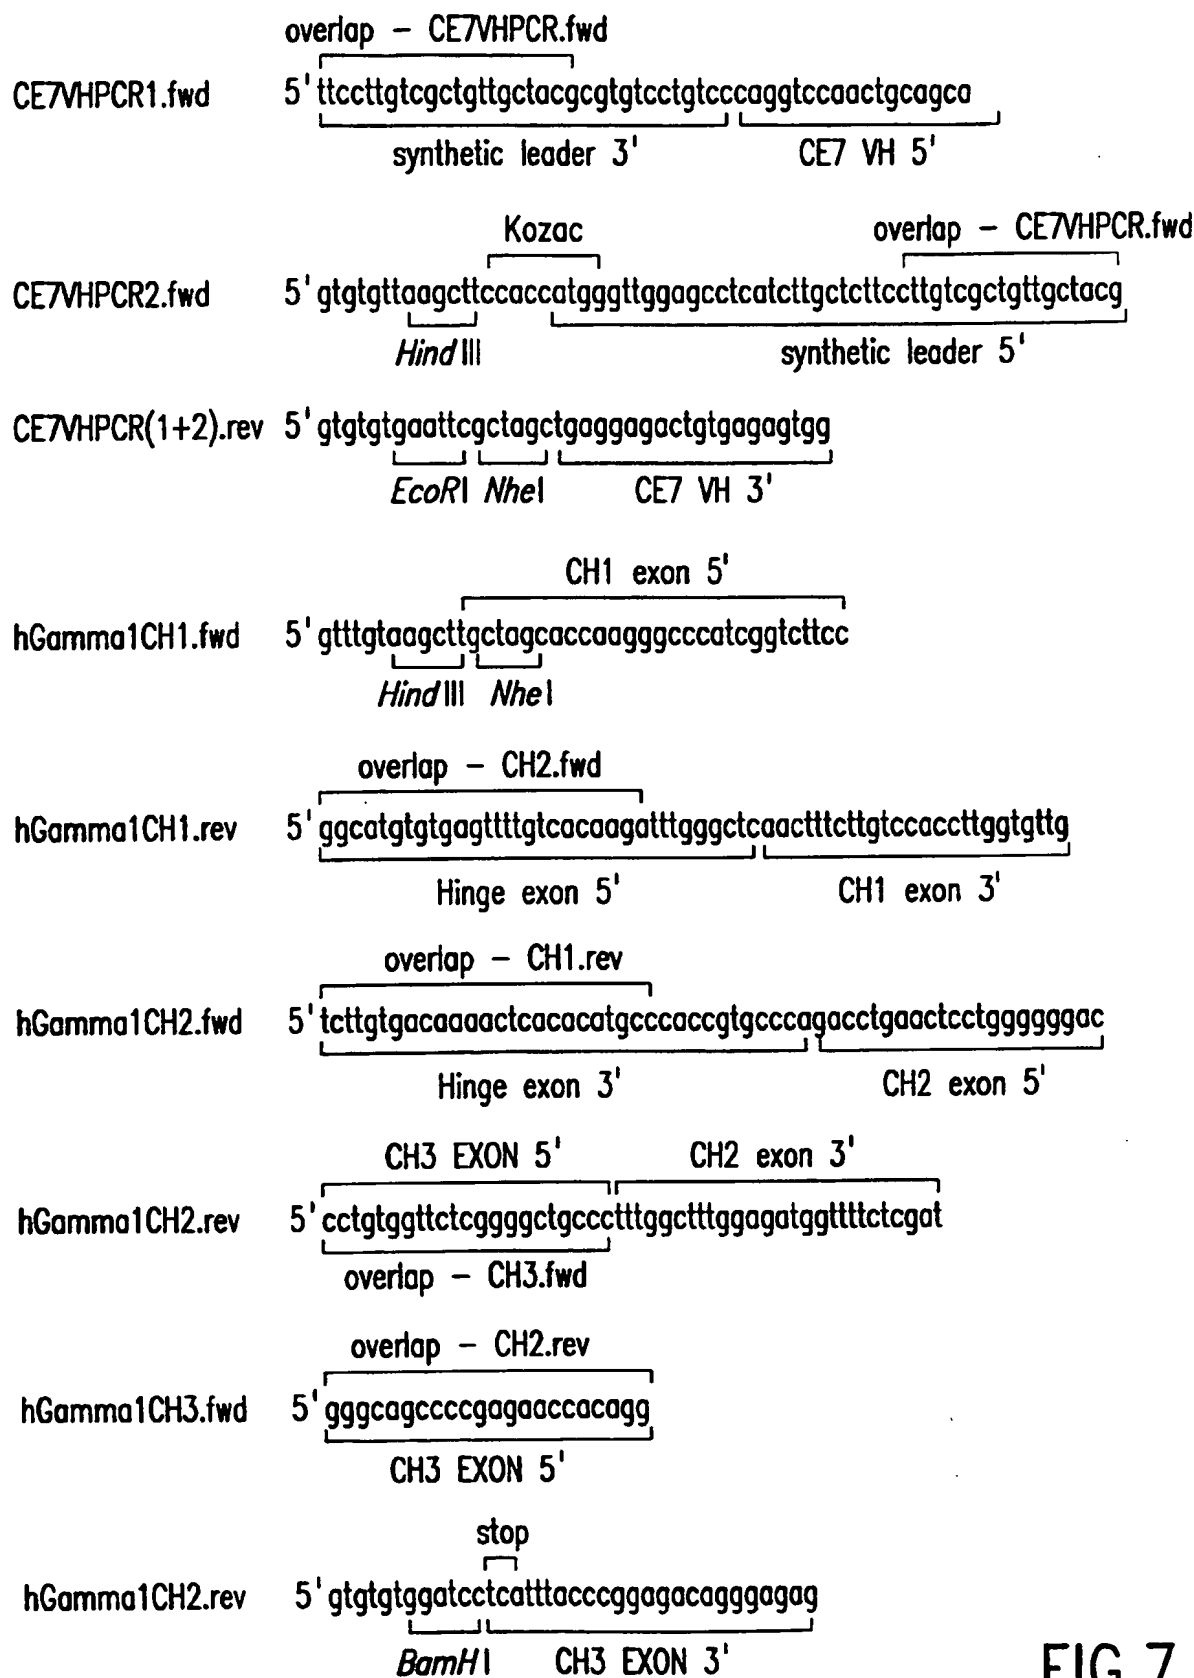 overlap – CE7VHPCR.fwd
CE7VHPCR1.fwd 5' ttccttgtcgctgttgctacgcgtgtcctgtcccaggtccaactgcagca
synthetic leader 3' CE7 VH 5'
Kozac overlap – CE7VHPCR.fwd
CE7VHPCR2.fwd 5' gtgtgttaagcttccaccatgggttggagcctcatcttgctcttccttgtcgctgttgctacg
Hind III synthetic leader 5'
CE7VHPCR(1+2).rev 5' gtgtgtgaattcgctagctgaggagactgtgagagtgg
EcoRI NheI CE7 VH 3'
CH1 exon 5'
hGamma1CH1.fwd 5' gtttgtaagcttgctagcaccaagggcccatcggtcttcc
Hind III NheI
overlap – CH2.fwd
hGamma1CH1.rev 5' ggcatgtgtgagttttgtcacaagatttgggctcaactttcttgtccaccttggtgttg
Hinge exon 5' CH1 exon 3'
overlap – CH1.rev
hGamma1CH2.fwd 5' tcttgtgacaaaactcacacatgcccaccgtgcccagacctgaactcctggggggac
Hinge exon 3' CH2 exon 5'
CH3 EXON 5' CH2 exon 3'
hGamma1CH2.rev 5' cctgtggttctcggggctgccctttggctttggagatggttttctcgat
overlap – CH3.fwd
overlap – CH2.rev
hGamma1CH3.fwd 5' gggcagccccgagaaccacagg
CH3 EXON 5'
stop
hGamma1CH2.rev 5' gtgtgtggatcctcatttacccggagacagggagag
BamHI CH3 EXON 3'
FIG.7